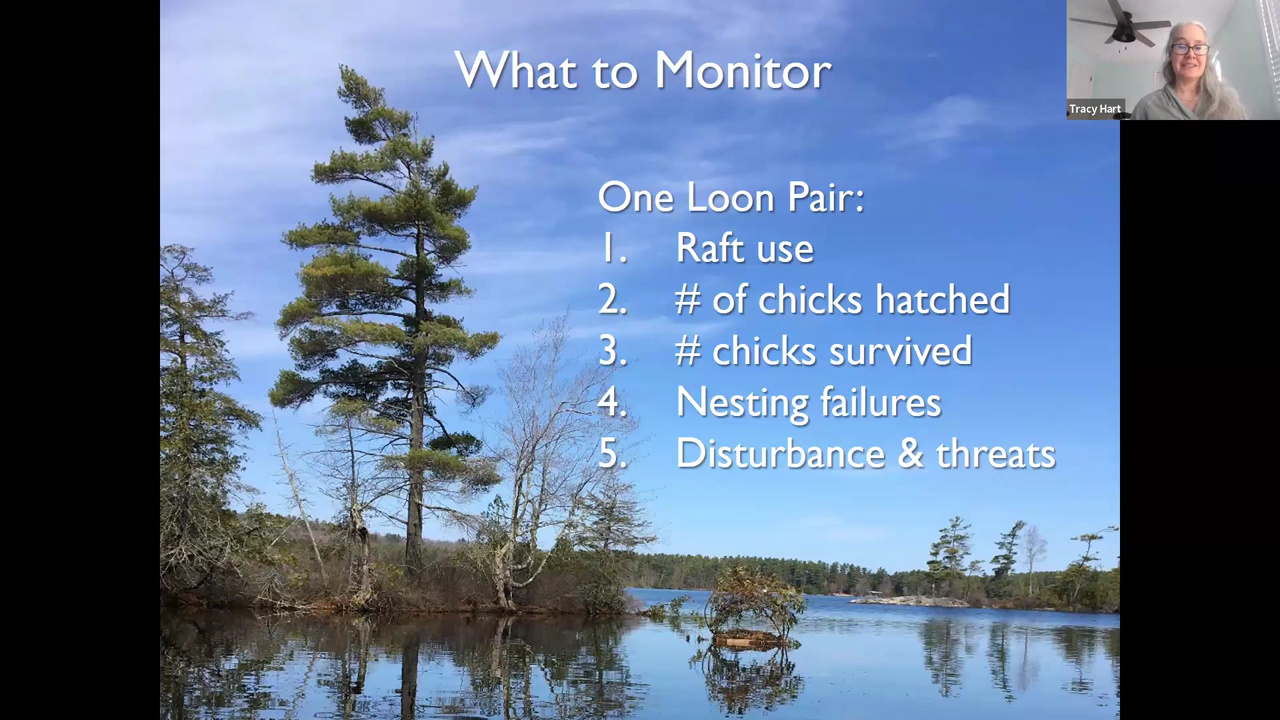 What to Monitor
Tracy Hart
One Loon Pair:
1. Raft use
2. # of chicks hatched
3. # chicks survived
4. Nesting failures
5. Disturbance & threats